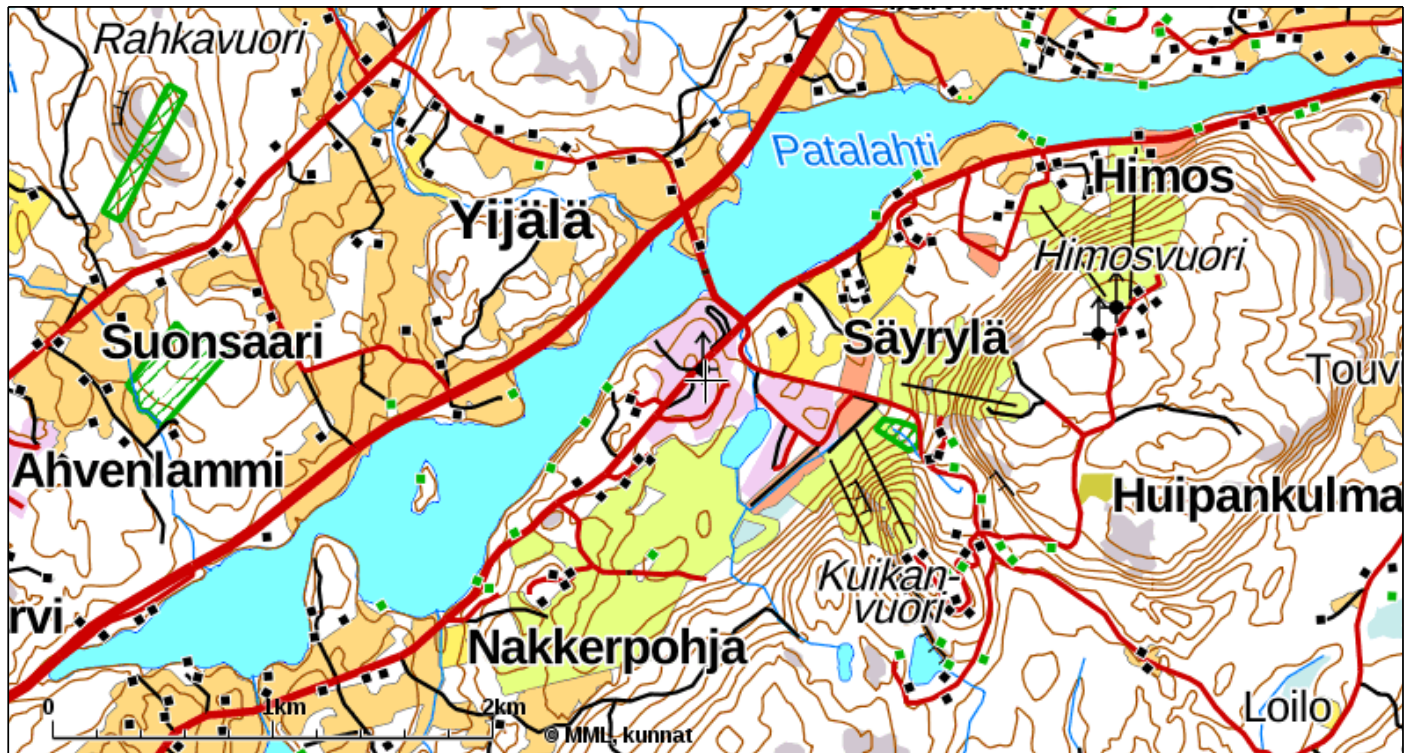 Rahkavuori
Patalahti
Himos
Yijälä
Himosvuori
Suonsaari
Säyrylä
Touv
Ahvenlammi
Huipankulma
Kuikan-
vuori
rvi
Nakkerpohja
Loilo
0 1km 2km
© MML, kunnat